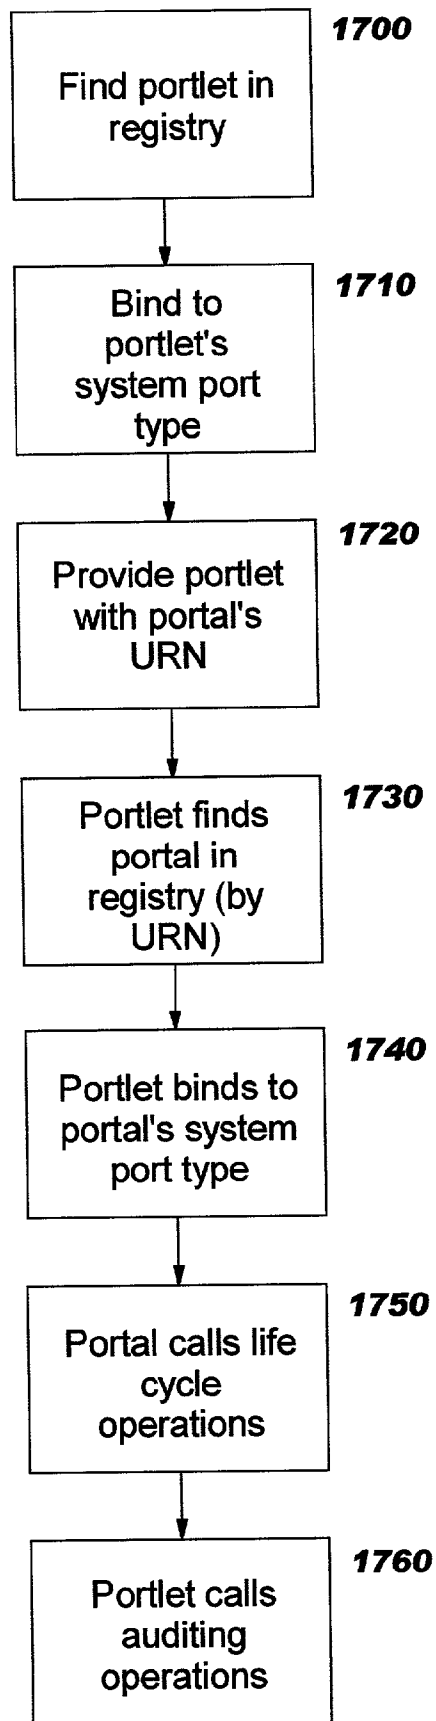 1700
Find portlet in
registry
1710
Bind to
portlet's
system port
type
1720
Provide portlet
with portal's
URN
1730
Portlet finds
portal in
registry (by
URN)
1740
Portlet binds to
portal's system
port type
1750
Portal calls life
cycle
operations
1760
Portlet calls
auditing
operations